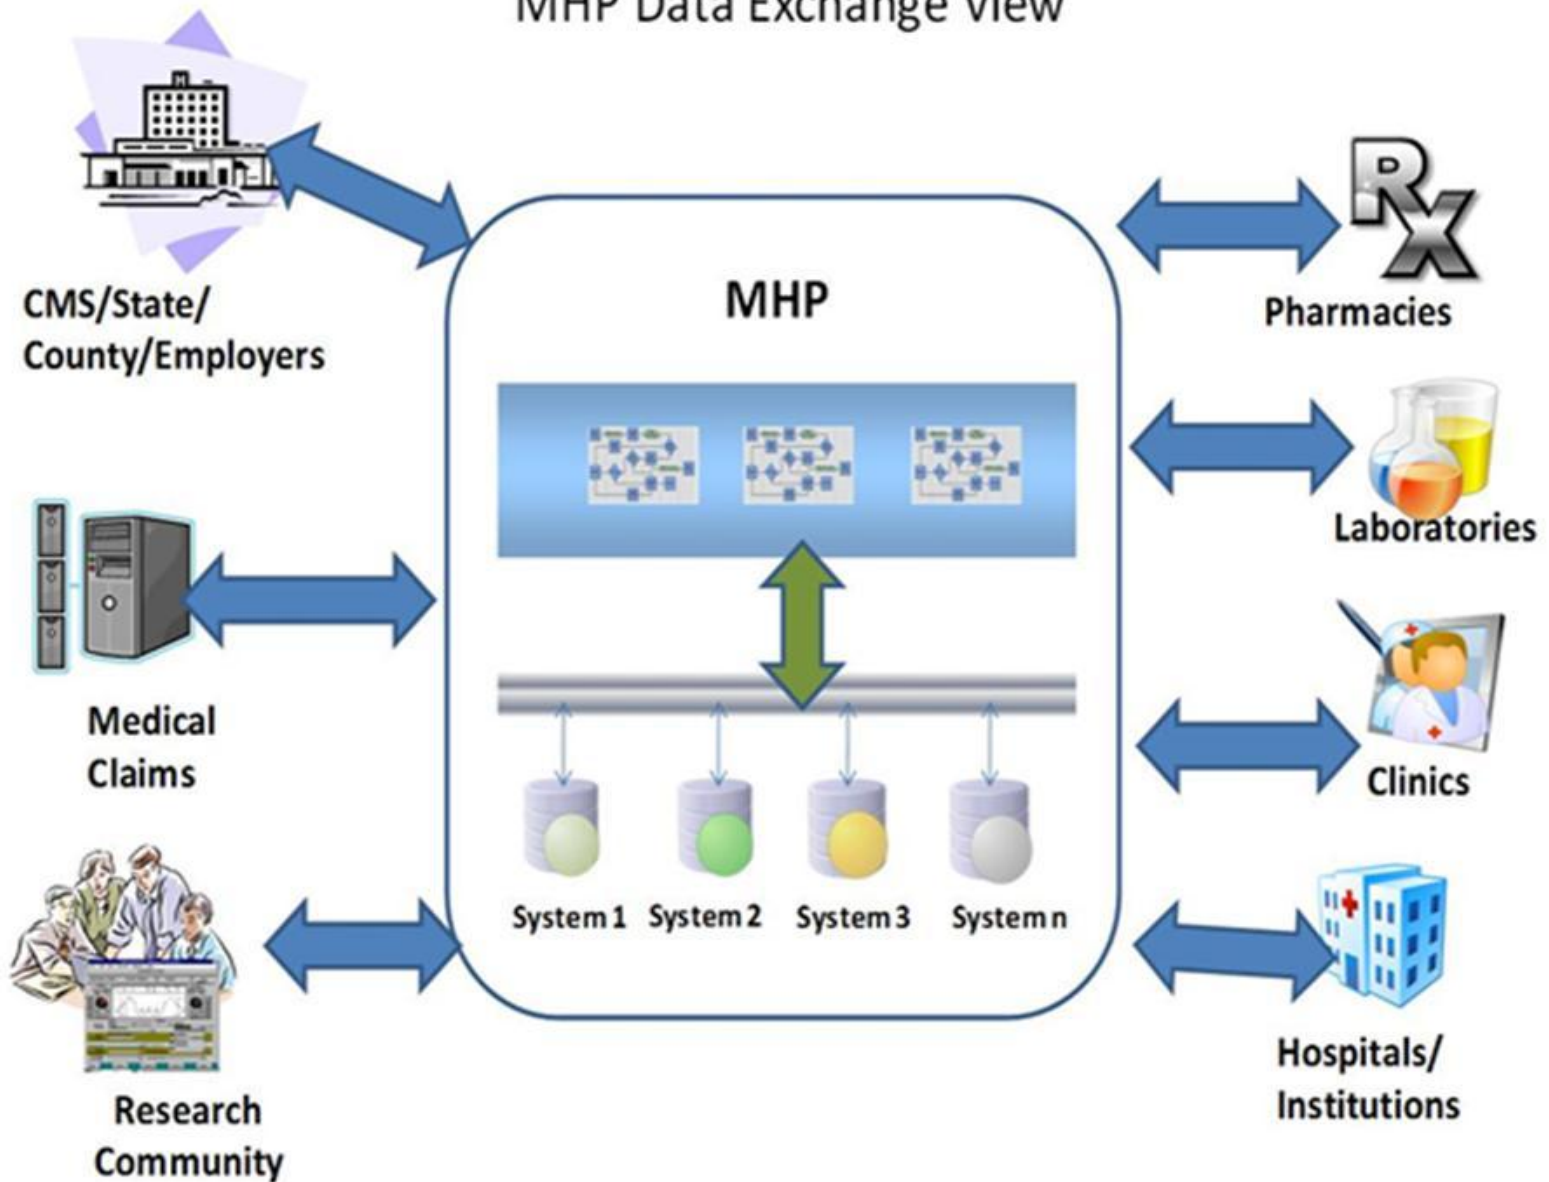 MHP Data Exchange View
CMS/State/
County/Employers
MHP
Rx
Pharmacies
Laboratories
Medical
Claims
Clinics
System 1
System 2
System 3
System n
Research
Community
Hospitals/
Institutions